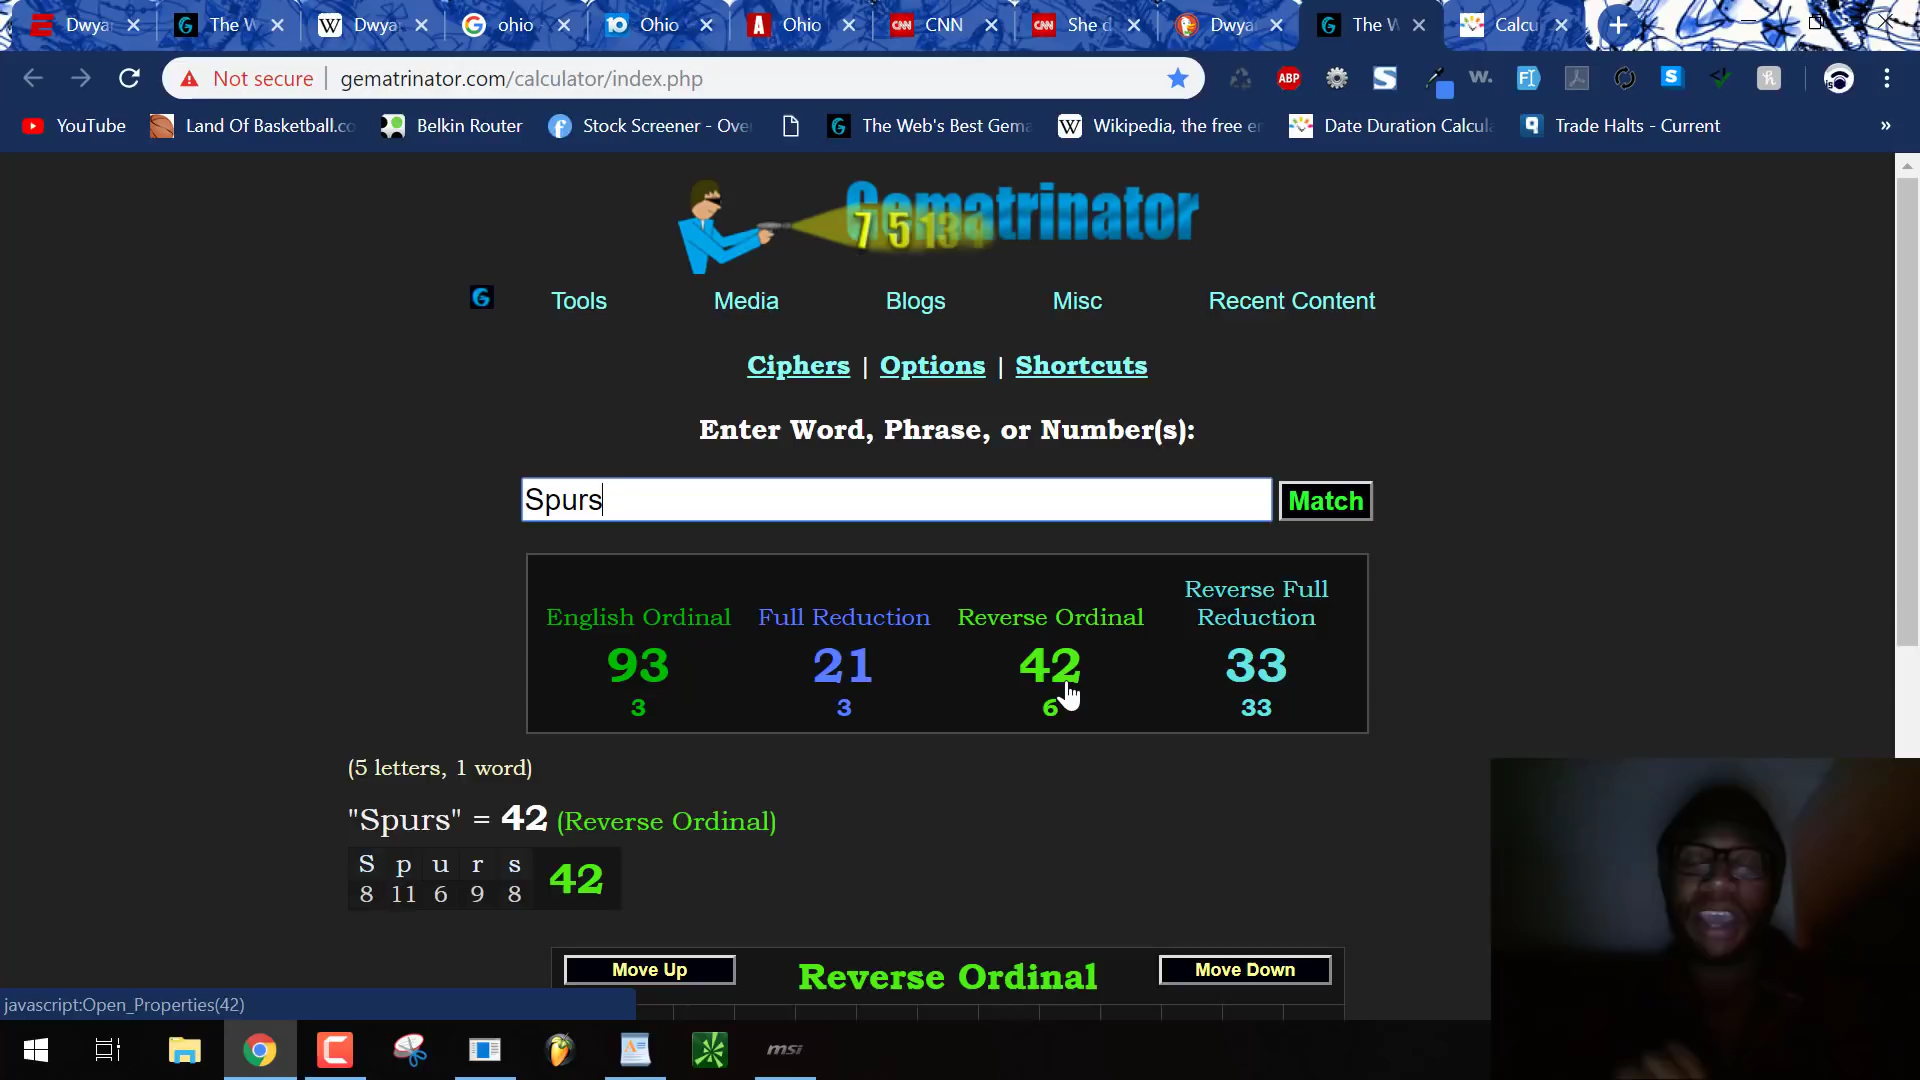 Dwya
The W
Dwya
ohio
Ohio
Ohio
CNN
She d
Dwya
The W
Calcu
Not secure
gematrinator.com/calculator/index.php
YouTube
Land Of Basketball.co
Belkin Router
Stock Screener - Ove
The Web's Best Gema
Wikipedia, the free e
Date Duration Calcul
Trade Halts - Current
»
Gematrinator
7 5 13
Tools
Media
Blogs
Misc
Recent Content
Ciphers | Options | Shortcuts
Enter Word, Phrase, or Number(s):
Spurs
Match
English Ordinal Full Reduction Reverse Ordinal Reverse Full Reduction
93 21 42 33
3 3 6 33
(5 letters, 1 word)
"Spurs" = 42 (Reverse Ordinal)
S p u r s
8 11 6 9 8 42
Move Up
Reverse Ordinal
Move Down
javascript:Open_Properties(42)
msi